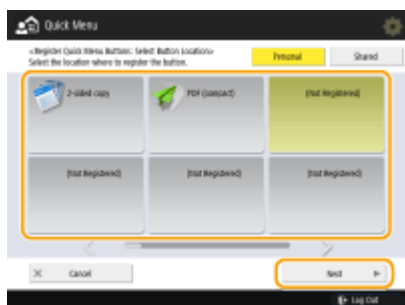 Quick Menu
<Register Quick Menu Buttons: Select Button Location>
Select the location where to register the button.
Personal
Shared
2-sided copy
PDF (compact)
(Not Registered)
(Not Registered)
(Not Registered)
(Not Registered)
Cancel
Next
Log Out